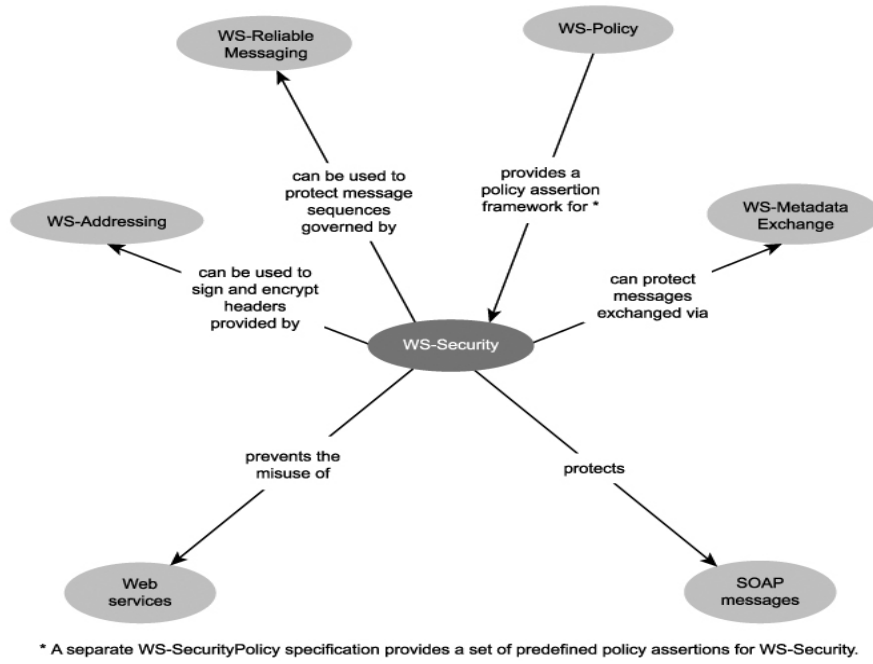 WS-Reliable
Messaging
WS-Policy
can be used to
protect message
sequences
governed by
provides a
policy assertion
framework for *
WS-Addressing
WS-Metadata
Exchange
can be used to
sign and encrypt
headers
provided by
can protect
messages
exchanged via
WS-Security
prevents the
misuse of
protects
Web
services
SOAP
messages
* A separate WS-SecurityPolicy specification provides a set of predefined policy assertions for WS-Security.